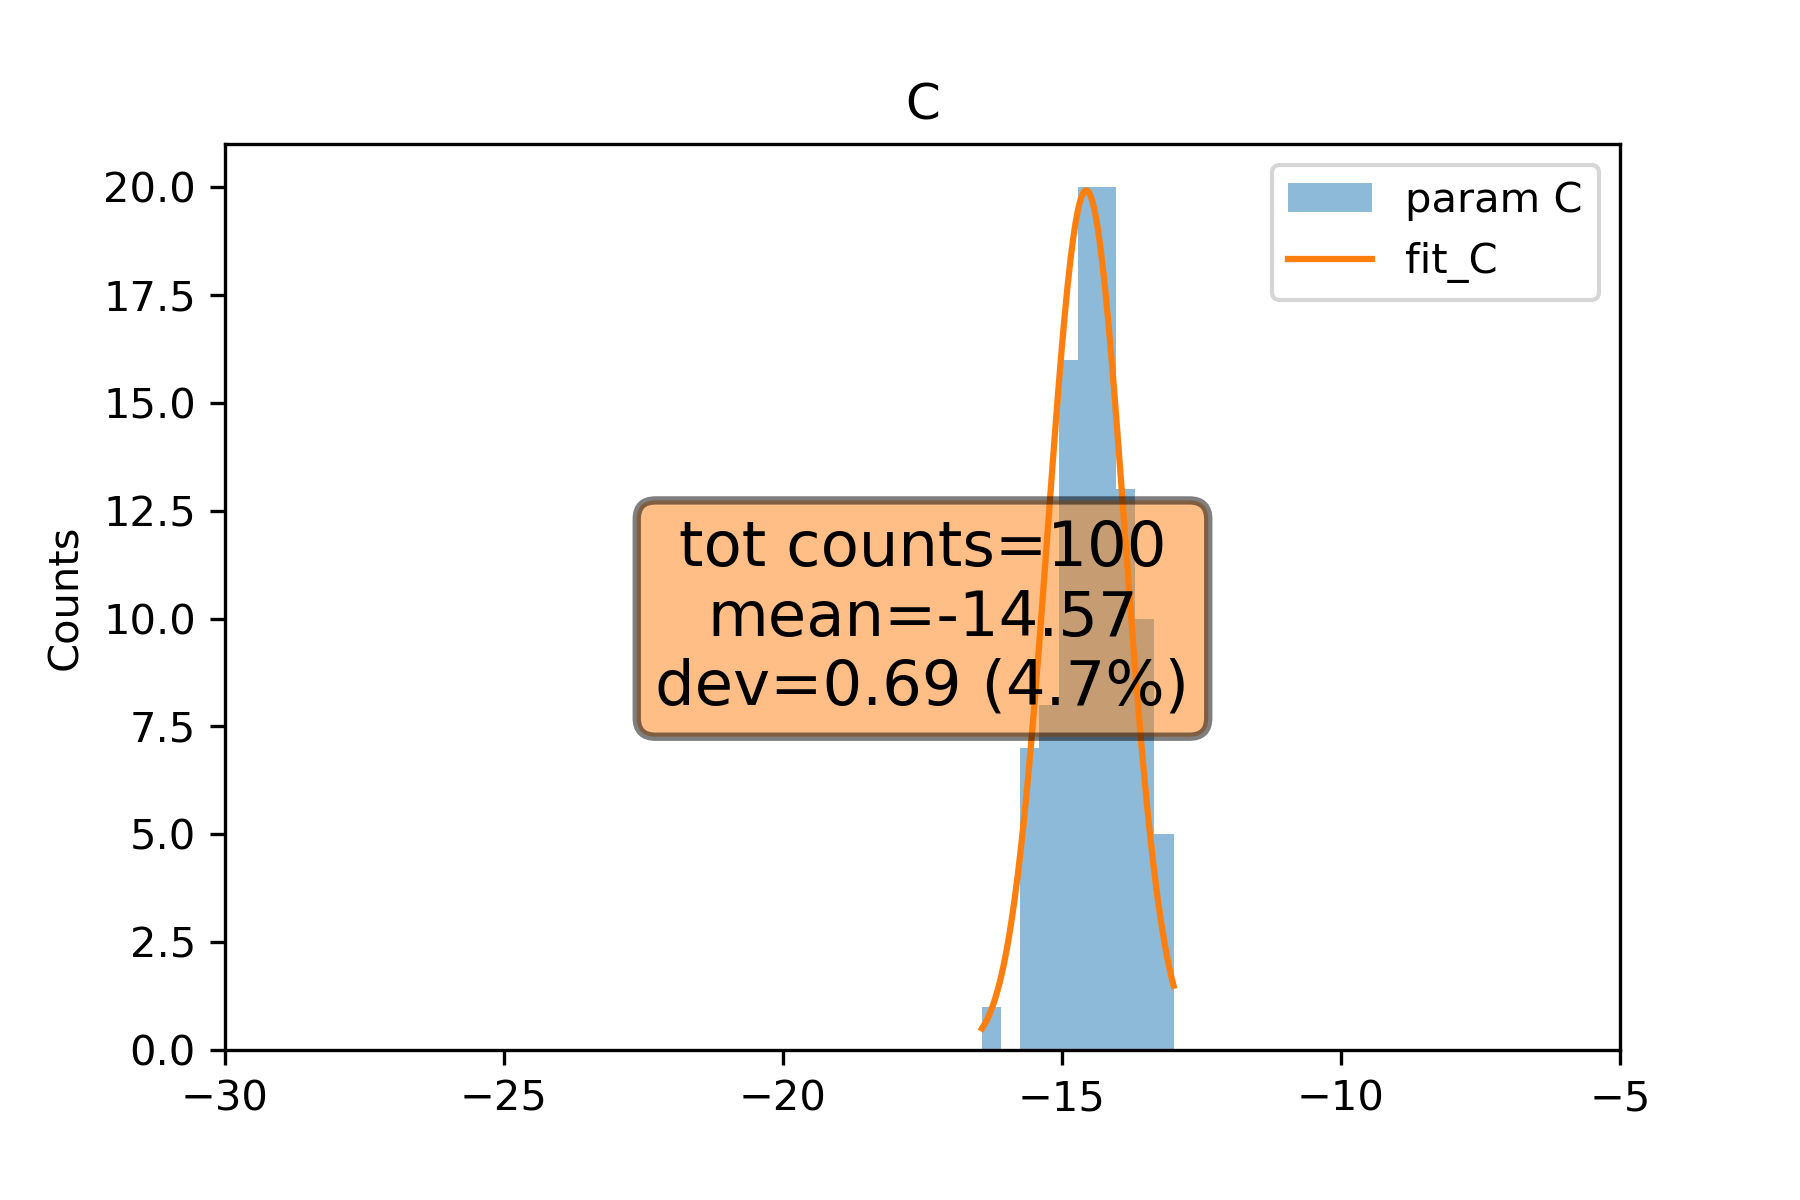 C
param C
fit_C
Counts
20.0
17.5
15.0
12.5
10.0
7.5
5.0
2.5
0.0
tot counts=100
mean=-14.57
dev=0.69 (4.7%)
−30
−25
−20
−15
−10
−5